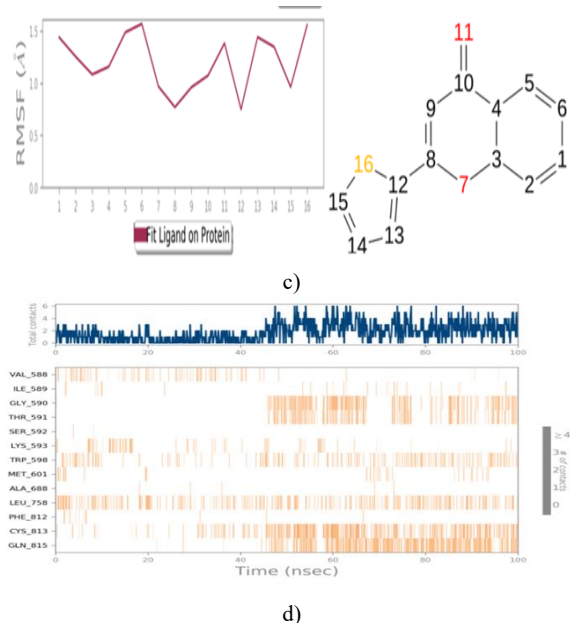 RMSF (Å)
1.5
1.0
0.5
0.0
1 2 3 4 5 6 7 8 9 10 11 12 13 14 15 16
Fit Ligand on Protein
11
10
5
9
4
6
8
3
1
16
12
7
2
15
13
14
c)
Total contacts
6
4
2
0
0 20 40 60 80 100
VAL_588
ILE_589
GLY_590
THR_591
SER_592
LYS_593
TRP_598
MET_601
ALA_688
LEU_758
PHE_812
CYS_813
GLN_815
0 20 40 60 80 100
Time (nsec)
≥4
3
2
1
0
# of contacts
d)